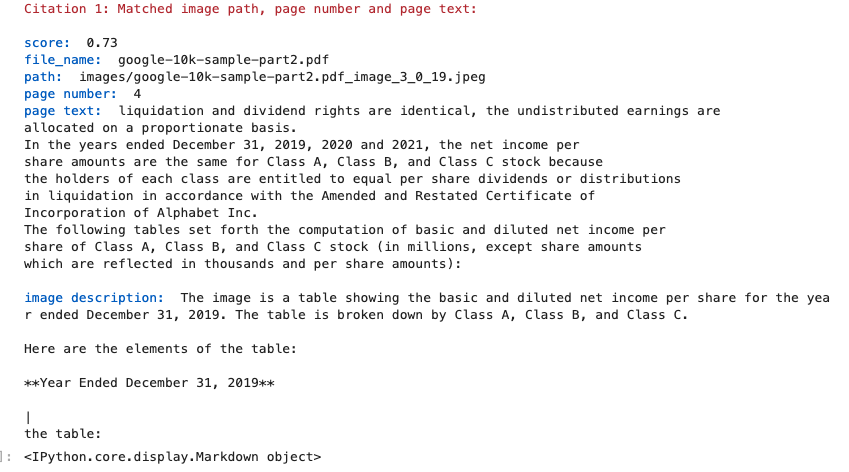 Citation 1: Matched image path, page number and page text:
score: 0.73
file_name: google-10k-sample-part2.pdf
path: images/google-10k-sample-part2.pdf_image_3_0_19.jpeg
page number: 4
page text: liquidation and dividend rights are identical, the undistributed earnings are
allocated on a proportionate basis.
In the years ended December 31, 2019, 2020 and 2021, the net income per
share amounts are the same for Class A, Class B, and Class C stock because
the holders of each class are entitled to equal per share dividends or distributions
in liquidation in accordance with the Amended and Restated Certificate of
Incorporation of Alphabet Inc.
The following tables set forth the computation of basic and diluted net income per
share of Class A, Class B, and Class C stock (in millions, except share amounts
which are reflected in thousands and per share amounts):
image description: The image is a table showing the basic and diluted net income per share for the yea
r ended December 31, 2019. The table is broken down by Class A, Class B, and Class C.
Here are the elements of the table:
**Year Ended December 31, 2019**
|
the table:
]: <IPython.core.display.Markdown object>